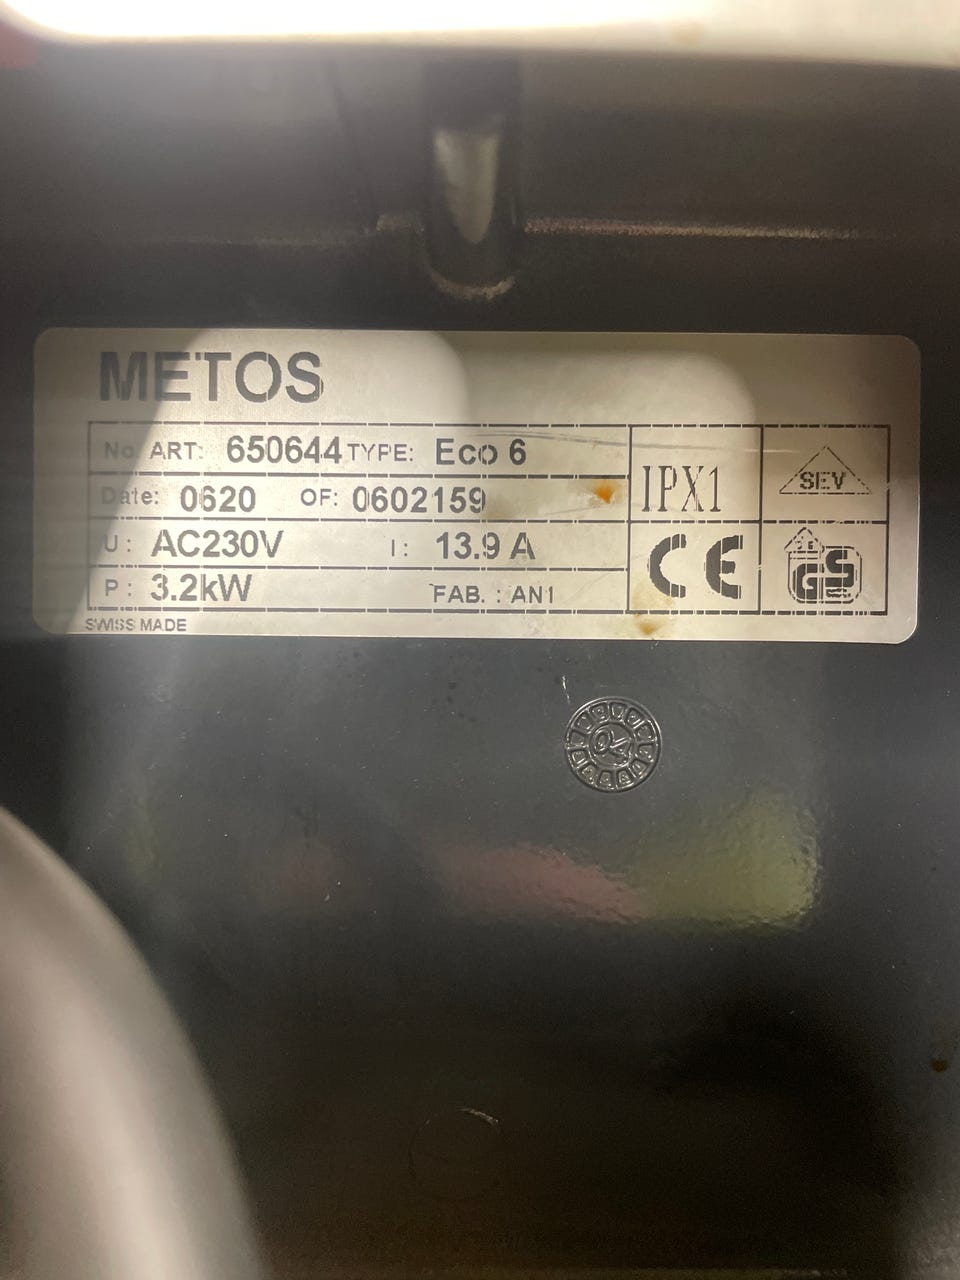 METOS
No. ART: 650644 TYPE: Eco 6
Date: 0620 OF: 0602159
U: AC230V I: 13.9 A
P: 3.2kW FAB. : AN1
SWISS MADE
IPX1
SEV
CE
GS